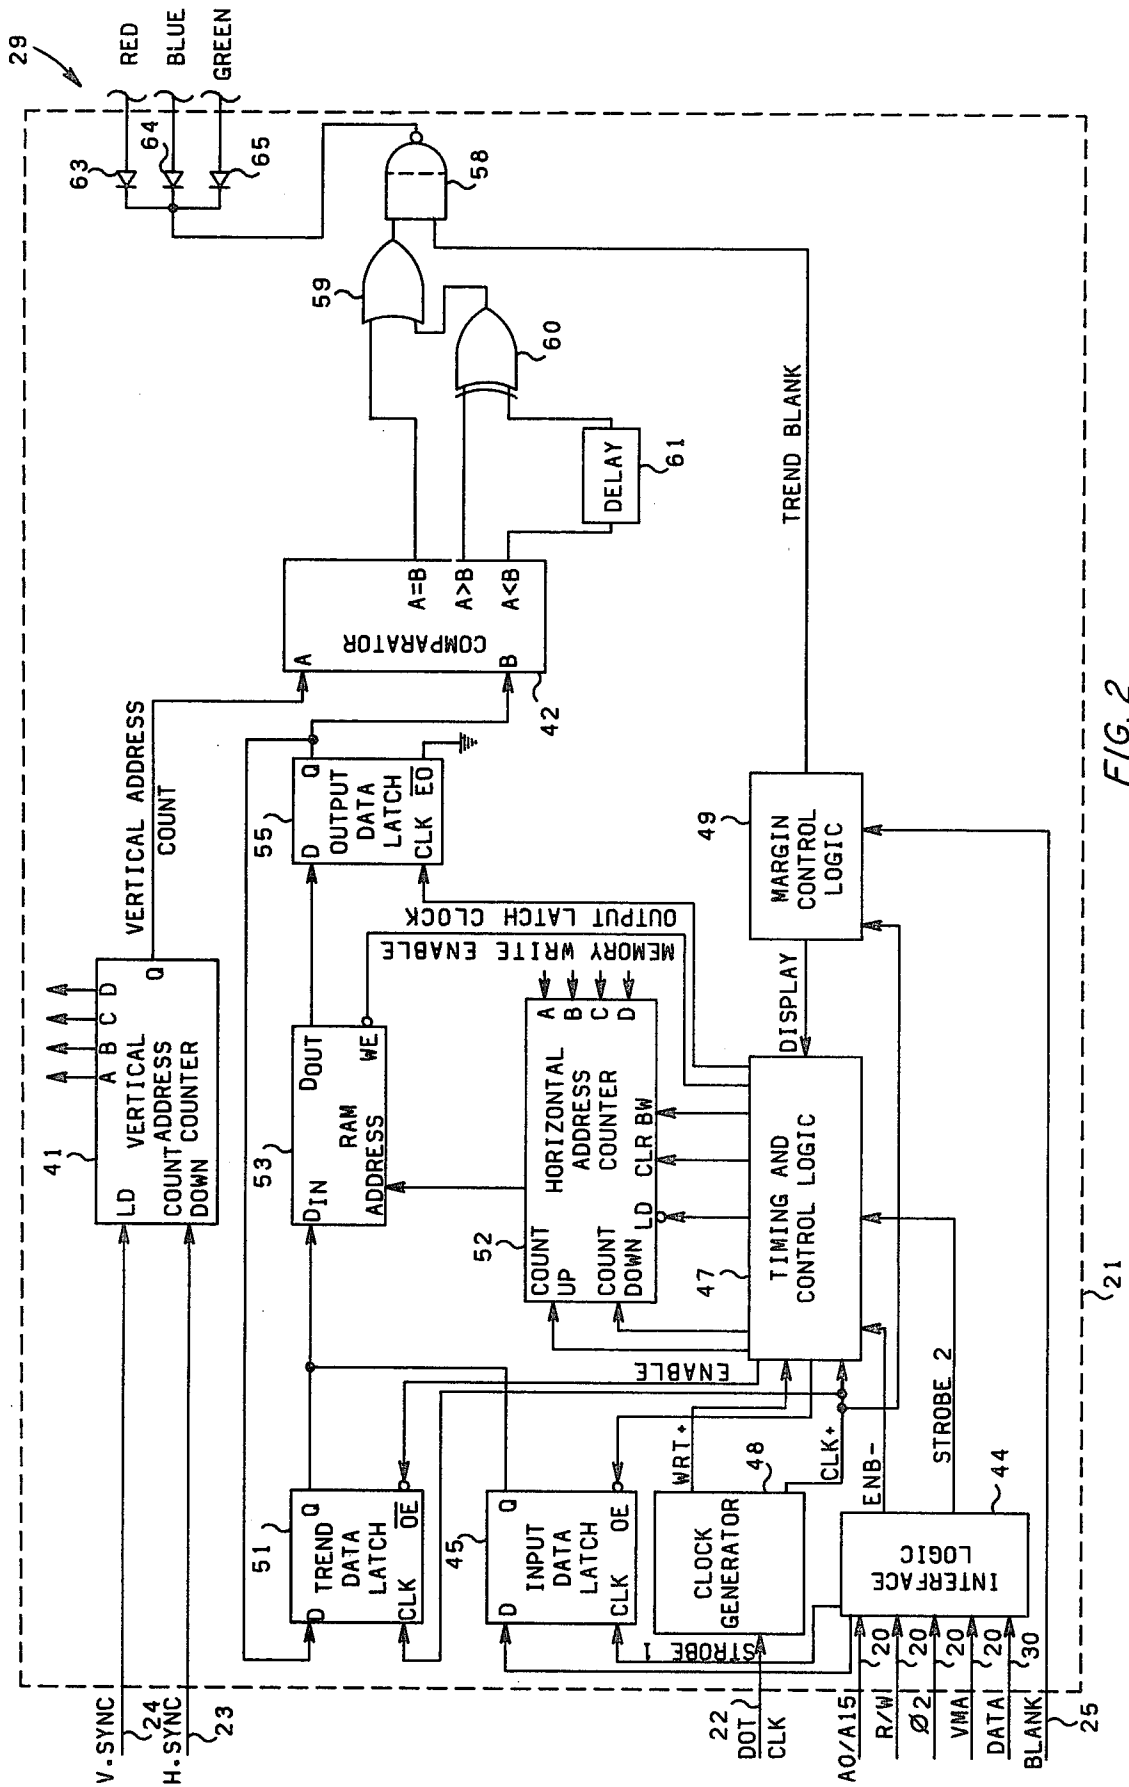 29
RED
BLUE
GREEN
63
64
65
58
59
60
DELAY
61
TREND BLANK
A
B
COMPARATOR
A=B
A>B
A<B
42
VERTICAL ADDRESS
COUNT
41
A B C D
LD
VERTICAL
ADDRESS
COUNTER
COUNT
DOWN
Q
V.SYNC
24
H.SYNC
23
55
D
Q
OUTPUT
DATA
LATCH
CLK
EO
53
DIN
DOUT
RAM
ADDRESS
WE
OUTPUT LATCH CLOCK
MEMORY WRITE ENABLE
52
COUNT
UP
COUNT
DOWN
HORIZONTAL
ADDRESS
COUNTER
LD
CLR
BW
A
B
C
D
51
D
Q
TREND
DATA
LATCH
CLK
OE
45
D
Q
INPUT
DATA
LATCH
CLK
OE
ENABLE
STROBE 1
47
TIMING AND
CONTROL LOGIC
DISPLAY
49
MARGIN
CONTROL
LOGIC
CLOCK
GENERATOR
48
WRT+
CLK+
22
DOT
CLK
INTERFACE
LOGIC
44
ENB-
STROBE 2
A0/A15
20
R/W
20
Ø2
20
VMA
20
DATA
30
BLANK
25
21
FIG. 2